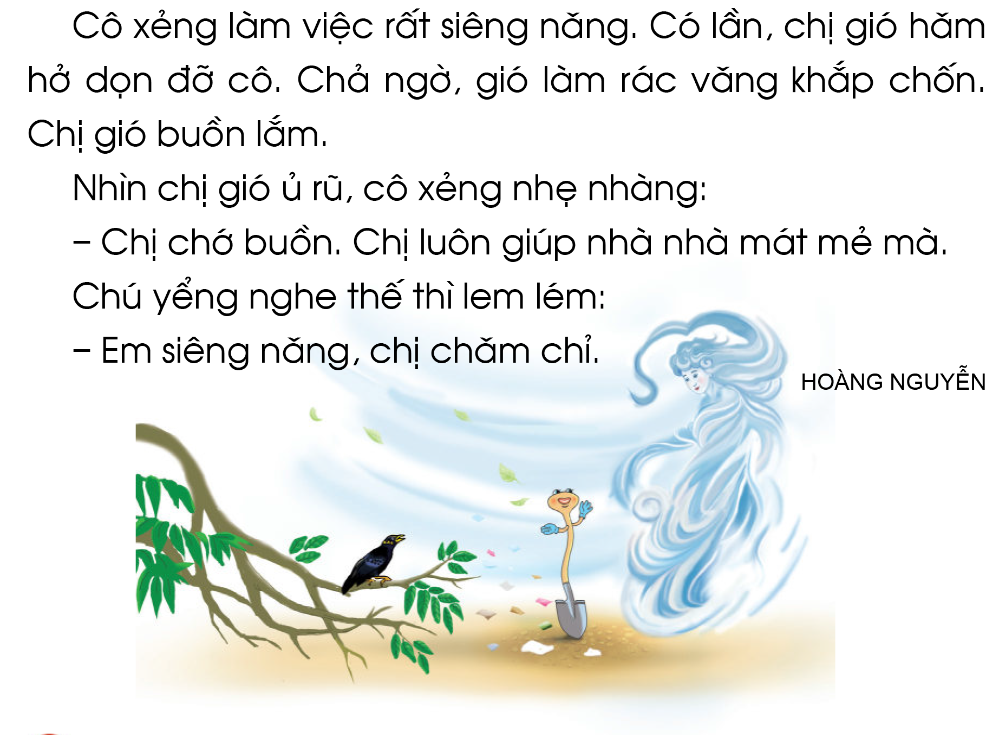 Cô xẻng làm việc rất siêng năng. Có lần, chị gió hăm
hở dọn đỡ cô. Chả ngờ, gió làm rác văng khắp chốn.
Chị gió buồn lắm.
Nhìn chị gió ủ rũ, cô xẻng nhẹ nhàng:
– Chị chớ buồn. Chị luôn giúp nhà nhà mát mẻ mà.
Chú yểng nghe thế thì lem lém:
– Em siêng năng, chị chăm chỉ.
HOÀNG NGUYỄN